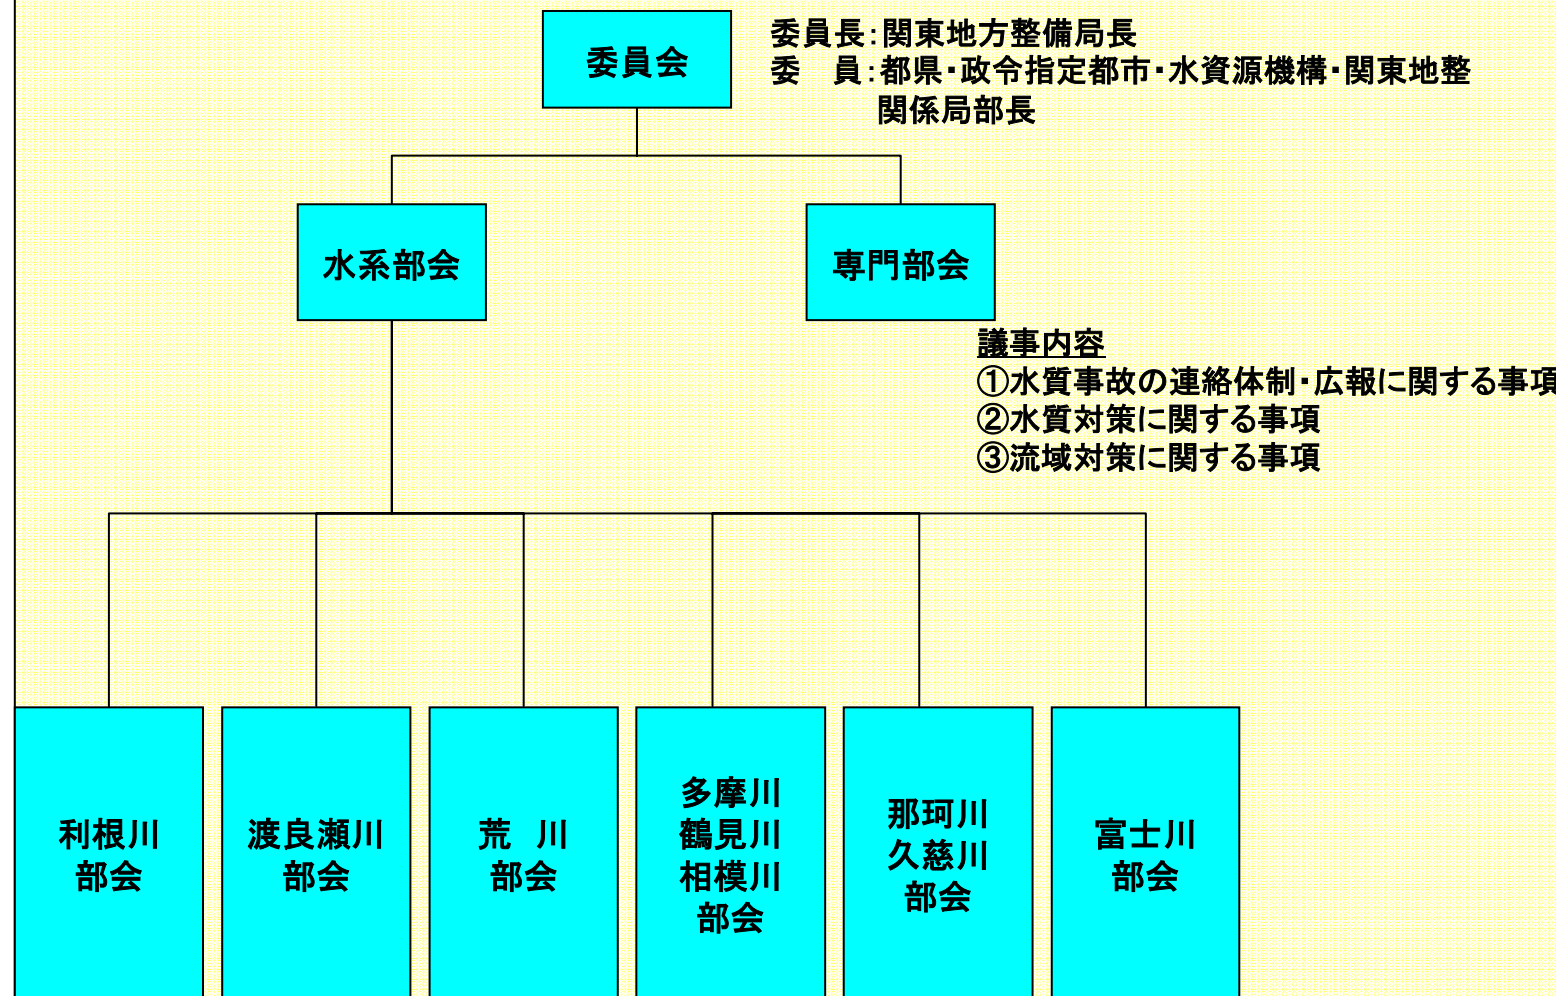 委員会
委員長：関東地方整備局長
委　員：都県・政令指定都市・水資源機構・関東地整
関係局部長
水系部会
専門部会
議事内容
①水質事故の連絡体制・広報に関する事項
②水質対策に関する事項
③流域対策に関する事項
利根川
部会
渡良瀬川
部会
荒　川
部会
多摩川
鶴見川
相模川
部会
那珂川
久慈川
部会
富士川
部会